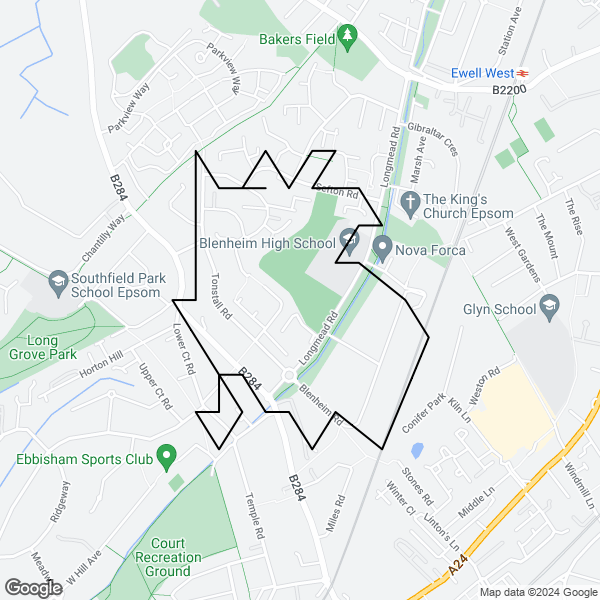 Bakers Field
Station Ave
Ewell West
B2200
Parkview Way
Parkview Way
Gibraltar Cres
Longmead Rd
Marsh Ave
B284
Sefton Rd
The King's
Church Epsom
The Rise
The Mount
West Gardens
Chantilly Way
Blenheim High School
Nova Forca
Southfield Park
School Epsom
Tonstall Rd
Glyn School
Long
Grove Park
Lower Ct Rd
Longmead Rd
Horton Hill
Upper Ct Rd
B284
Weston Rd
Blenheim Rd
Conifer Park
Kiln Ln
Ebbisham Sports Club
B284
Stones Rd
Winter Cl
Middle Ln
Linton's Ln
Windmill Ln
Ridgeway
Temple Rd
Miles Rd
Court
Recreation
Ground
W Hill Ave
A24
Google
Google
Map data ©2024 Google